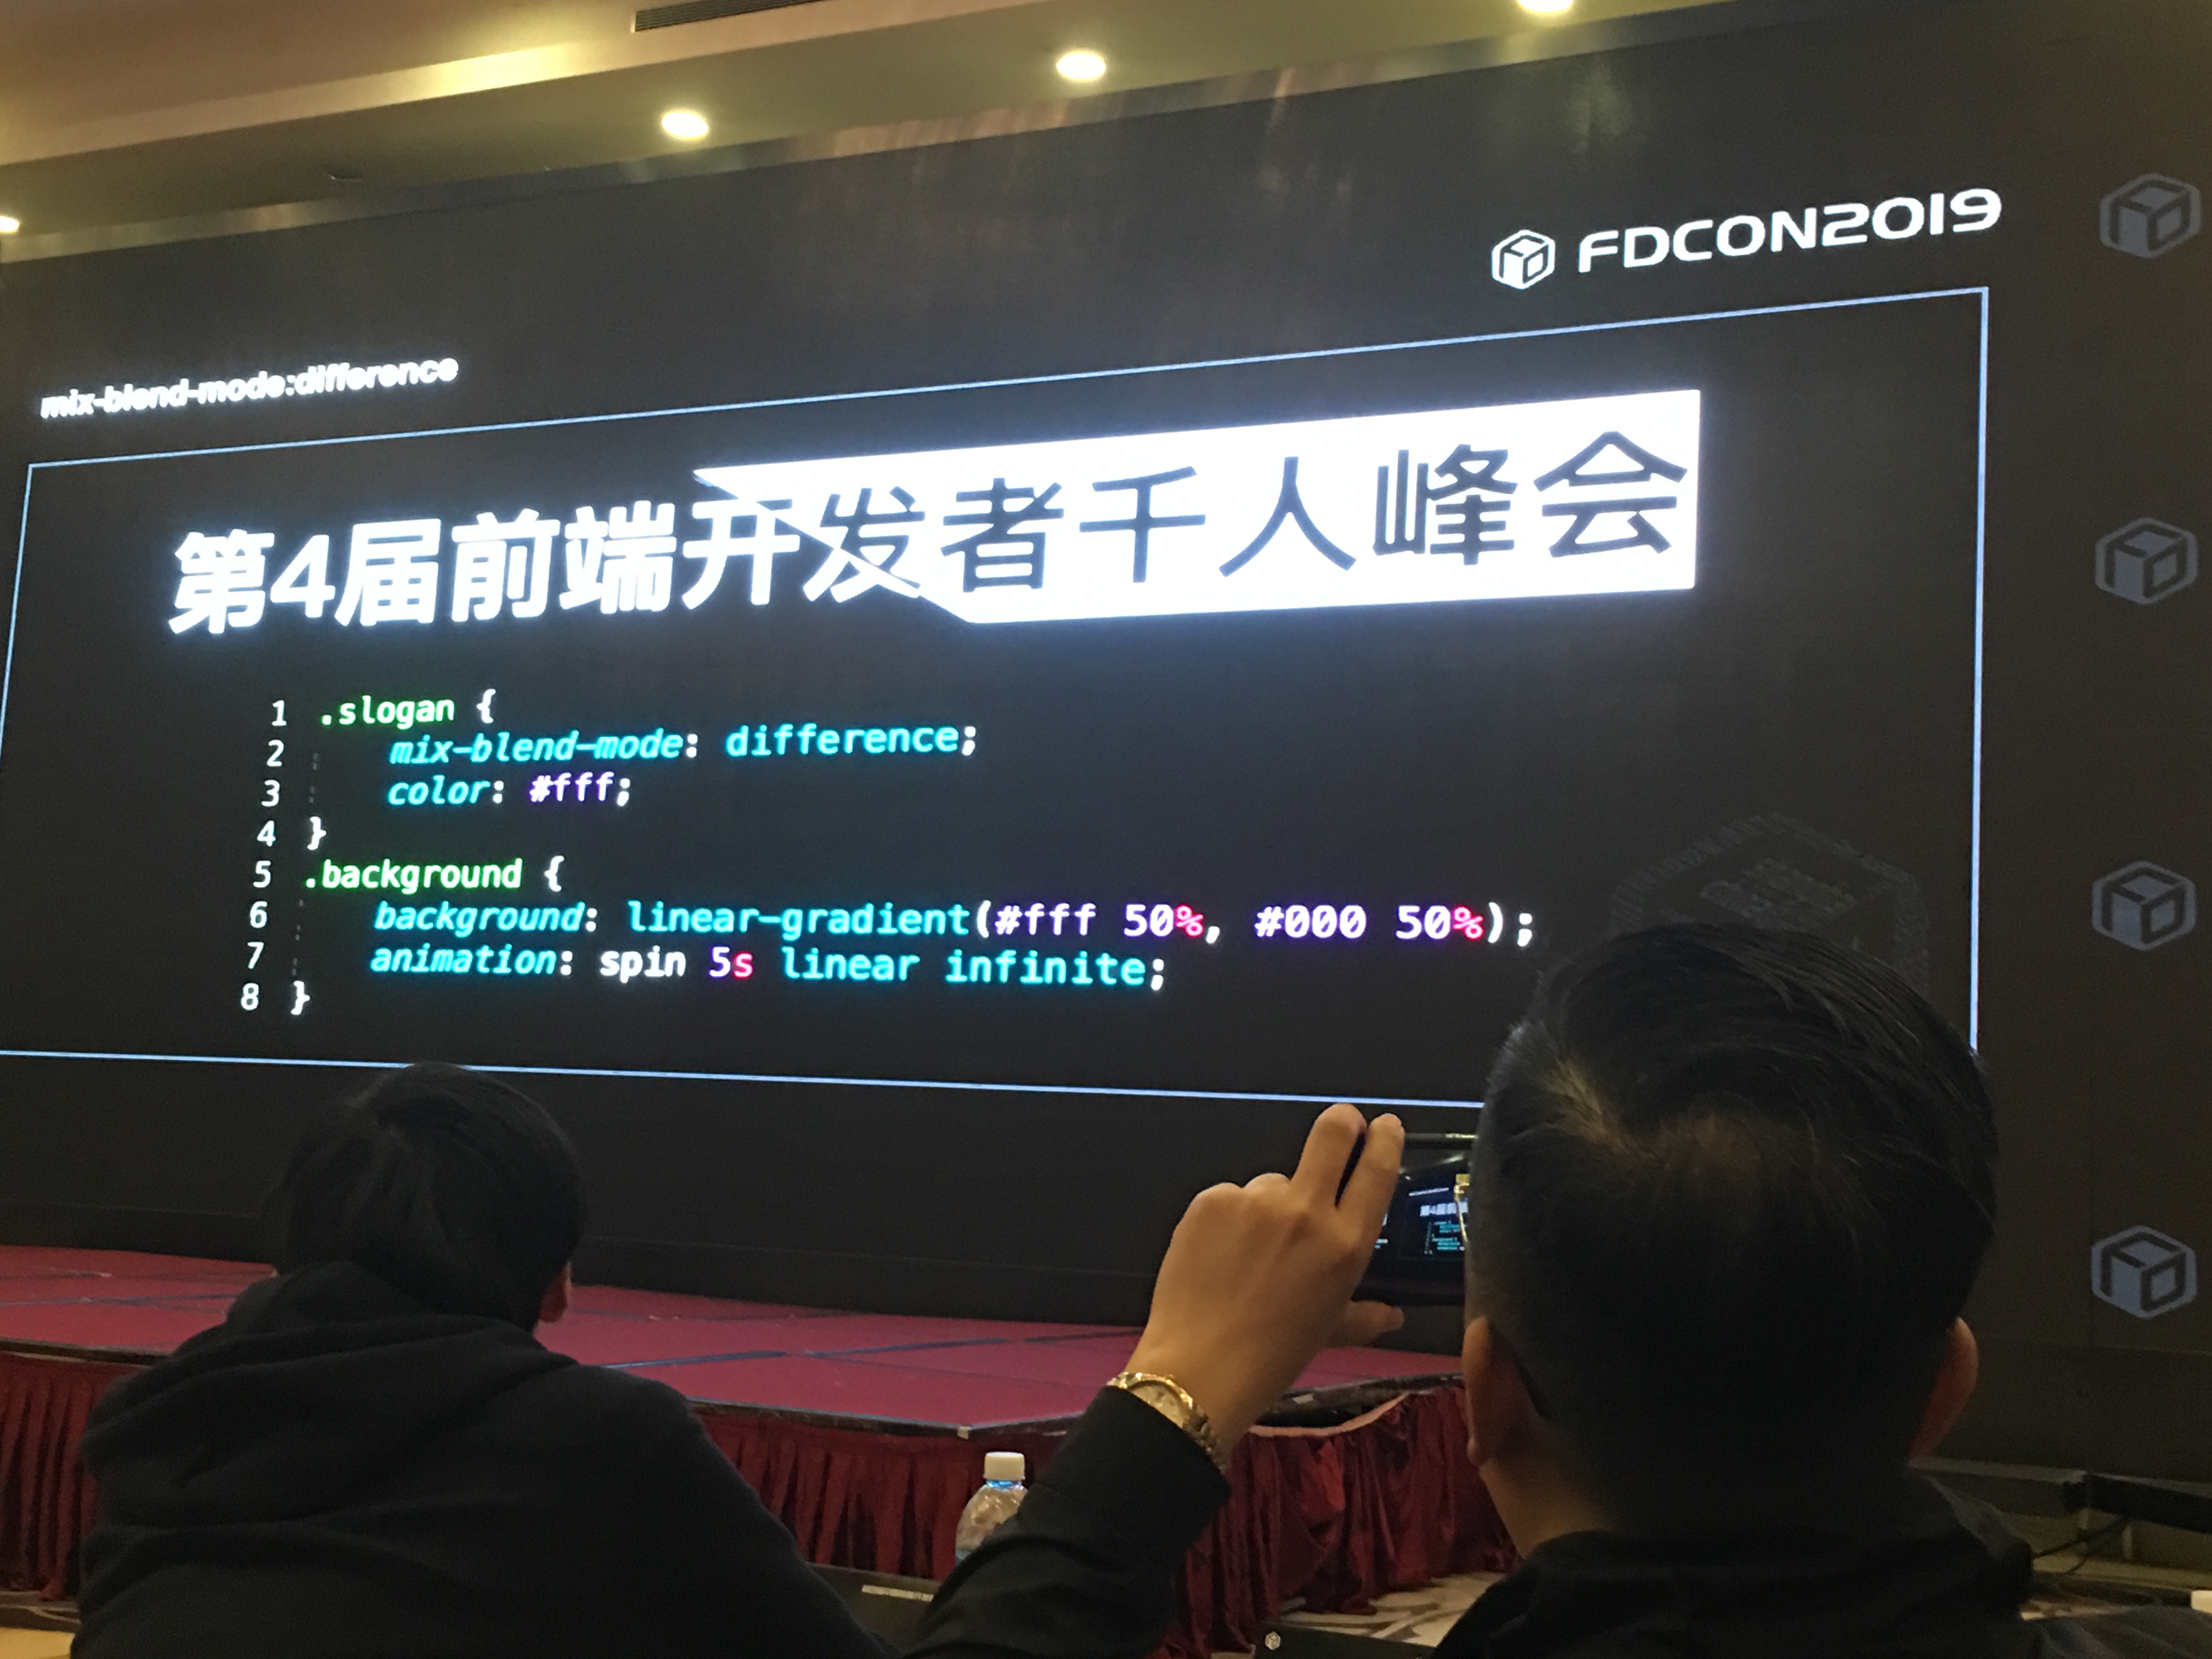 mix-blend-mode:difference
FDCON2019
第4届前端开发者千人峰会
1 .slogan {
2 mix-blend-mode: difference;
3 color: #fff;
4 }
5 .background {
6 background: linear-gradient(#fff 50%, #000 50%);
7 animation: spin 5s linear infinite;
8 }